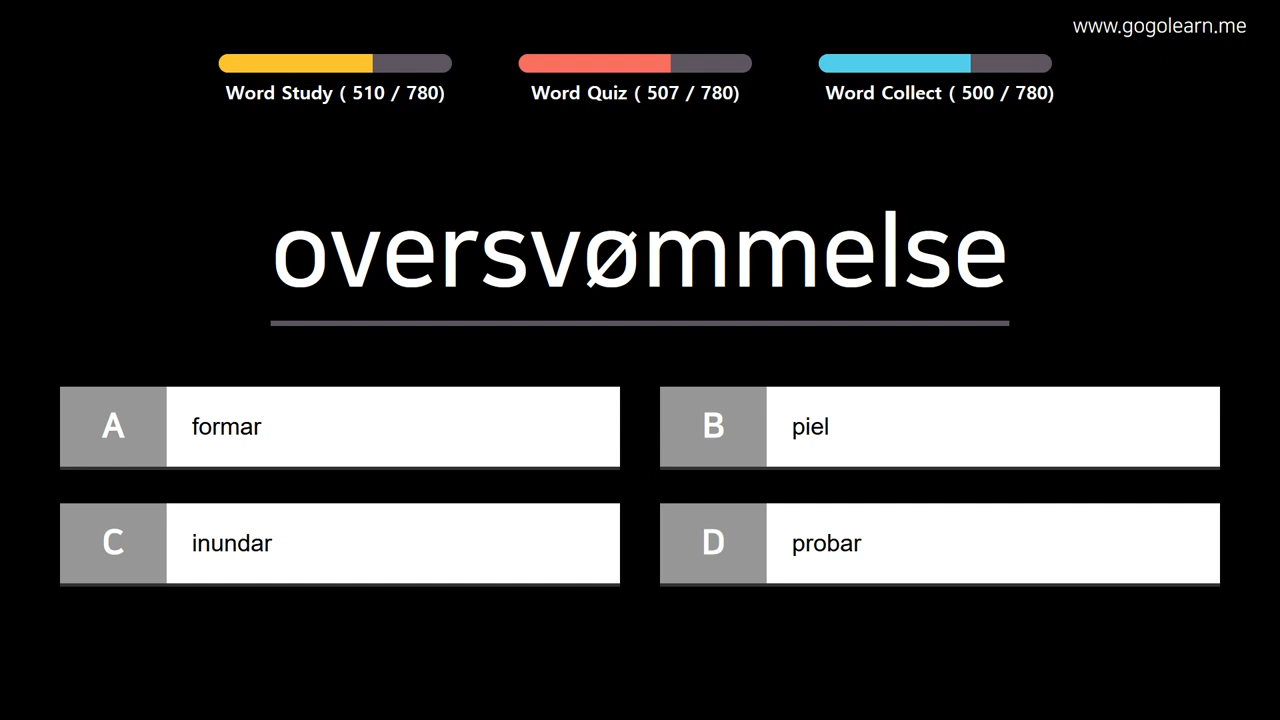 www.gogolearn.me
Word Study ( 510 / 780)
Word Quiz ( 507 / 780)
Word Collect ( 500 / 780)
oversvømmelse
A formar
B piel
C inundar
D probar